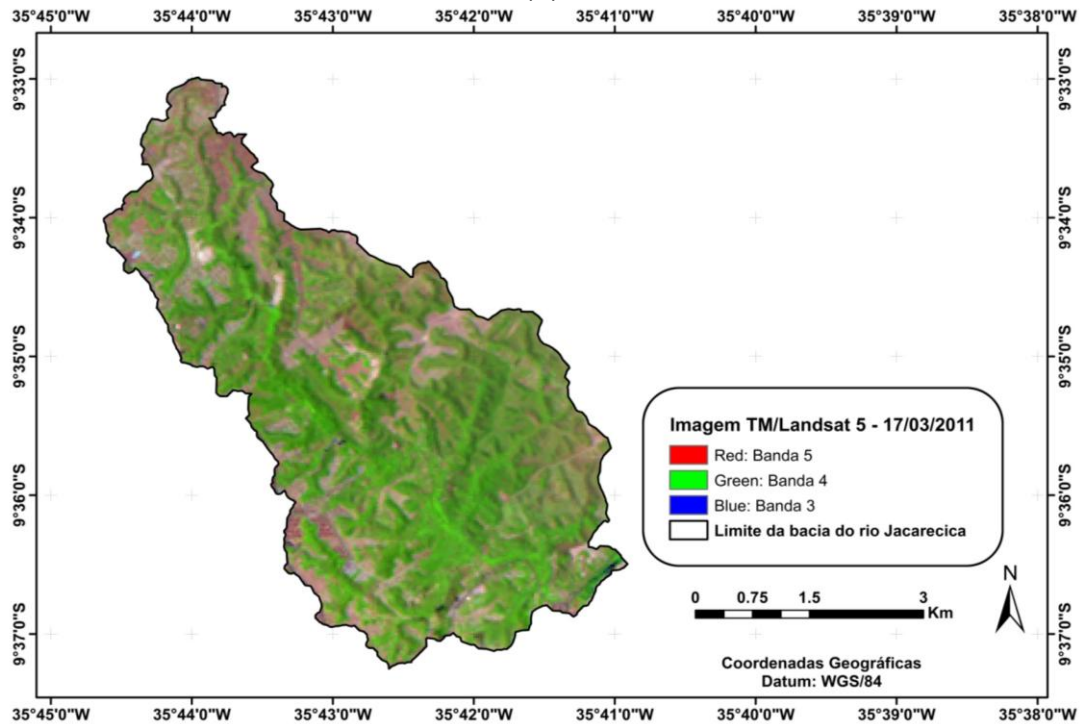 35°45'0"W 35°44'0"W 35°43'0"W 35°42'0"W 35°41'0"W 35°40'0"W 35°39'0"W 35°38'0"W
9°33'0"S 9°33'0"S
9°34'0"S 9°34'0"S
9°35'0"S 9°35'0"S
Imagem TM/Landsat 5 - 17/03/2011
Red: Banda 5
Green: Banda 4
9°36'0"S 9°36'0"S
Blue: Banda 3
Limite da bacia do rio Jacarecica
N
0 0.75 1.5 3
Km
9°37'0"S 9°37'0"S
Coordenadas Geográficas
Datum: WGS/84
35°45'0"W 35°44'0"W 35°43'0"W 35°42'0"W 35°41'0"W 35°40'0"W 35°39'0"W 35°38'0"W